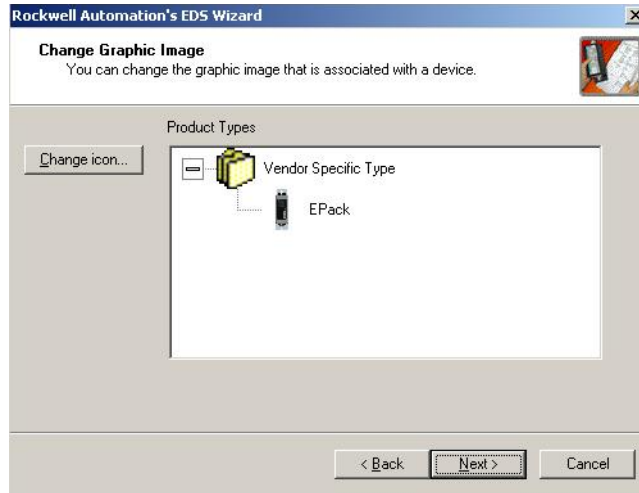 Rockwell Automation's EDS Wizard
Change Graphic Image
You can change the graphic image that is associated with a device.
Product Types
Change icon...
Vendor Specific Type
EPack
< Back
Next >
Cancel